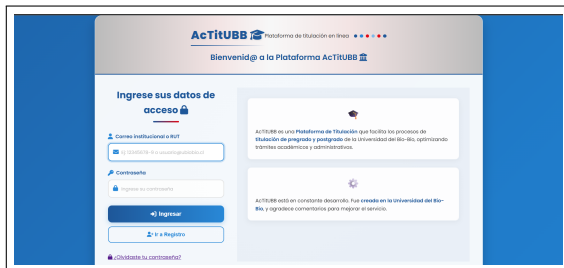 AcTitUBB Plataforma de titulación en línea
Bienvenid@ a la Plataforma AcTitUBB
Ingrese sus datos de
acceso
Correo institucional o RUT
Contraseña
Ingrese su contraseña
Ingresar
Ir a Registro
¿Olvidaste tu contraseña?
AcTitUBB es una Plataforma de Titulación que facilita los procesos de
titulación de pregrado y postgrado de la Universidad del Bío-Bío, optimizando
trámites académicos y administrativos.
AcTitUBB está en constante desarrollo. Fue creada en la Universidad del Bío-
Bío, y agradece comentarios para mejorar el servicio.